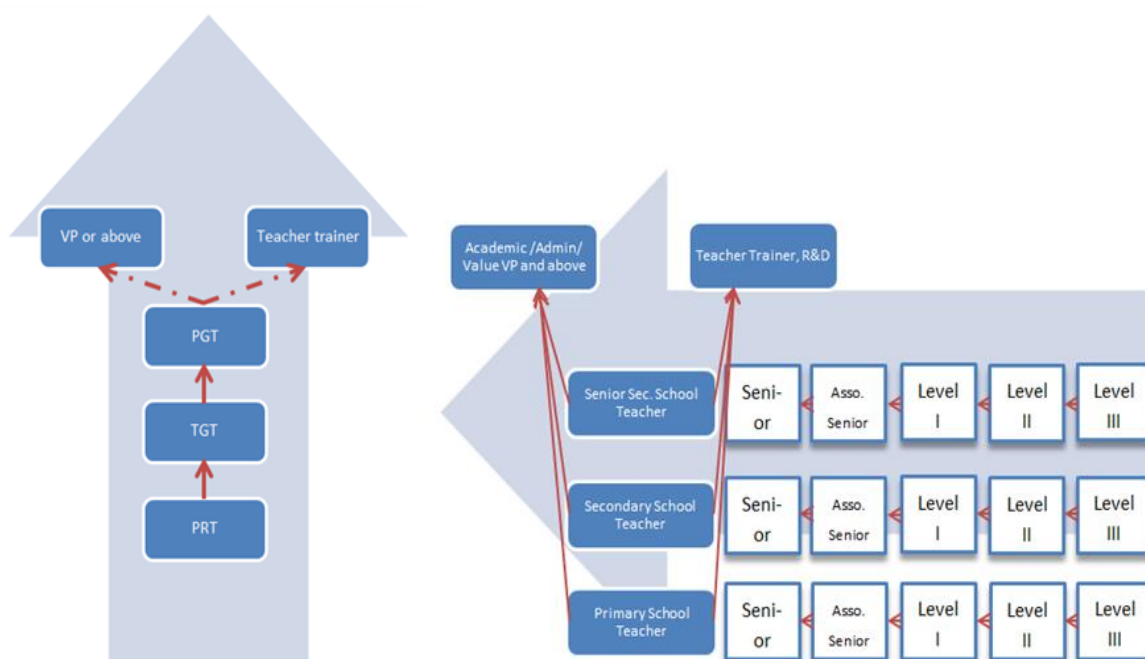 VP or above
Teacher trainer
PGT
TGT
PRT
Academic /Admin/
Value VP and above
Teacher Trainer, R&D
Senior Sec. School
Teacher
Seni-
or
Asso.
Senior
Level
I
Level
II
Level
III
Secondary School
Teacher
Seni-
or
Asso.
Senior
Level
I
Level
II
Level
III
Primary School
Teacher
Seni-
or
Asso.
Senior
Level
I
Level
II
Level
III